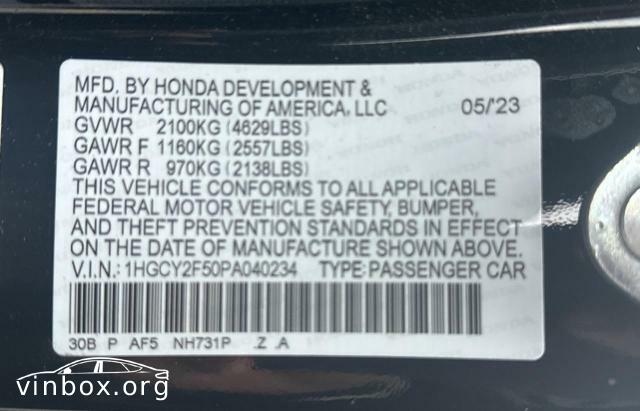 MFD. BY HONDA DEVELOPMENT &
MANUFACTURING OF AMERICA, LLC 05/'23
GVWR 2100KG (4629LBS)
GAWR F 1160KG (2557LBS)
GAWR R 970KG (2138LBS)
THIS VEHICLE CONFORMS TO ALL APPLICABLE
FEDERAL MOTOR VEHICLE SAFETY, BUMPER,
AND THEFT PREVENTION STANDARDS IN EFFECT
ON THE DATE OF MANUFACTURE SHOWN ABOVE.
V.I.N.: 1HGCY2F50PA040234 TYPE:PASSENGER CAR
30B P AF5 NH731P .Z .A
vinbox.org